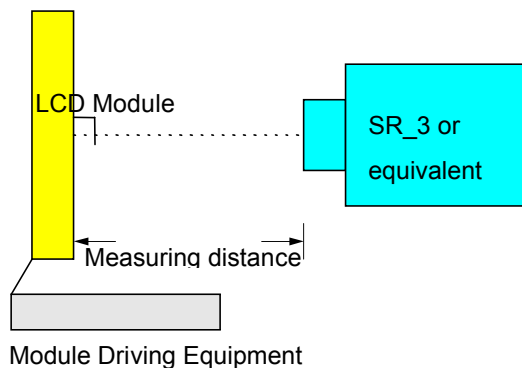 LCD Module
SR_3 or
equivalent
Measuring distance
Module Driving Equipment